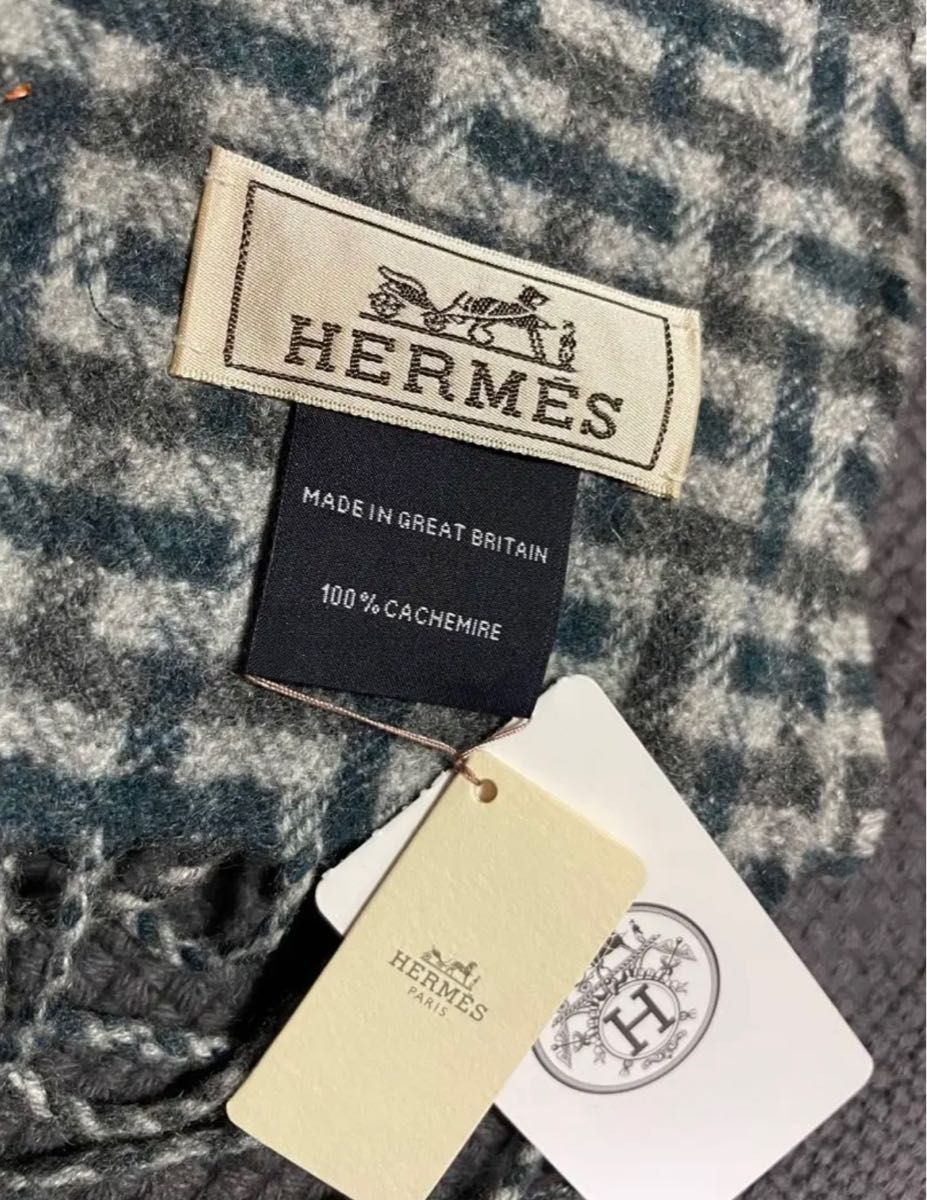 HERMÈS
MADE IN GREAT BRITAIN
100% CACHEMIRE
HERMÈS
PARIS
H